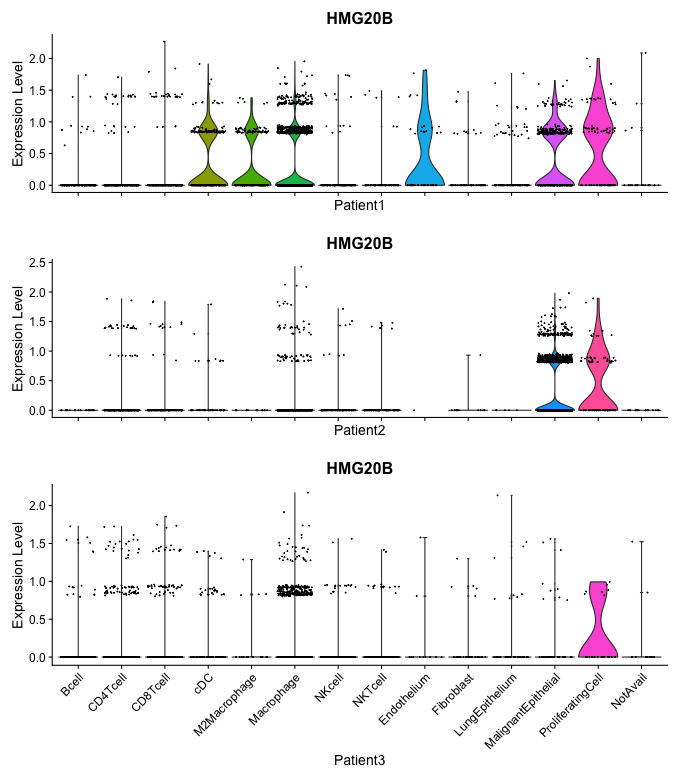 HMG20B
Expression Level
2.0
1.5
1.0
0.5
0.0
Patient1
HMG20B
Expression Level
2.5
2.0
1.5
1.0
0.5
0.0
Patient2
HMG20B
Expression Level
2.0
1.5
1.0
0.5
0.0
Bcell
CD4Tcell
CD8Tcell
cDC
M2Macrophage
Macrophage
NKcell
NKTcell
Endothelium
Fibroblast
LungEpithelium
MalignantEpithelial
ProliferatingCell
NotAvail
Patient3